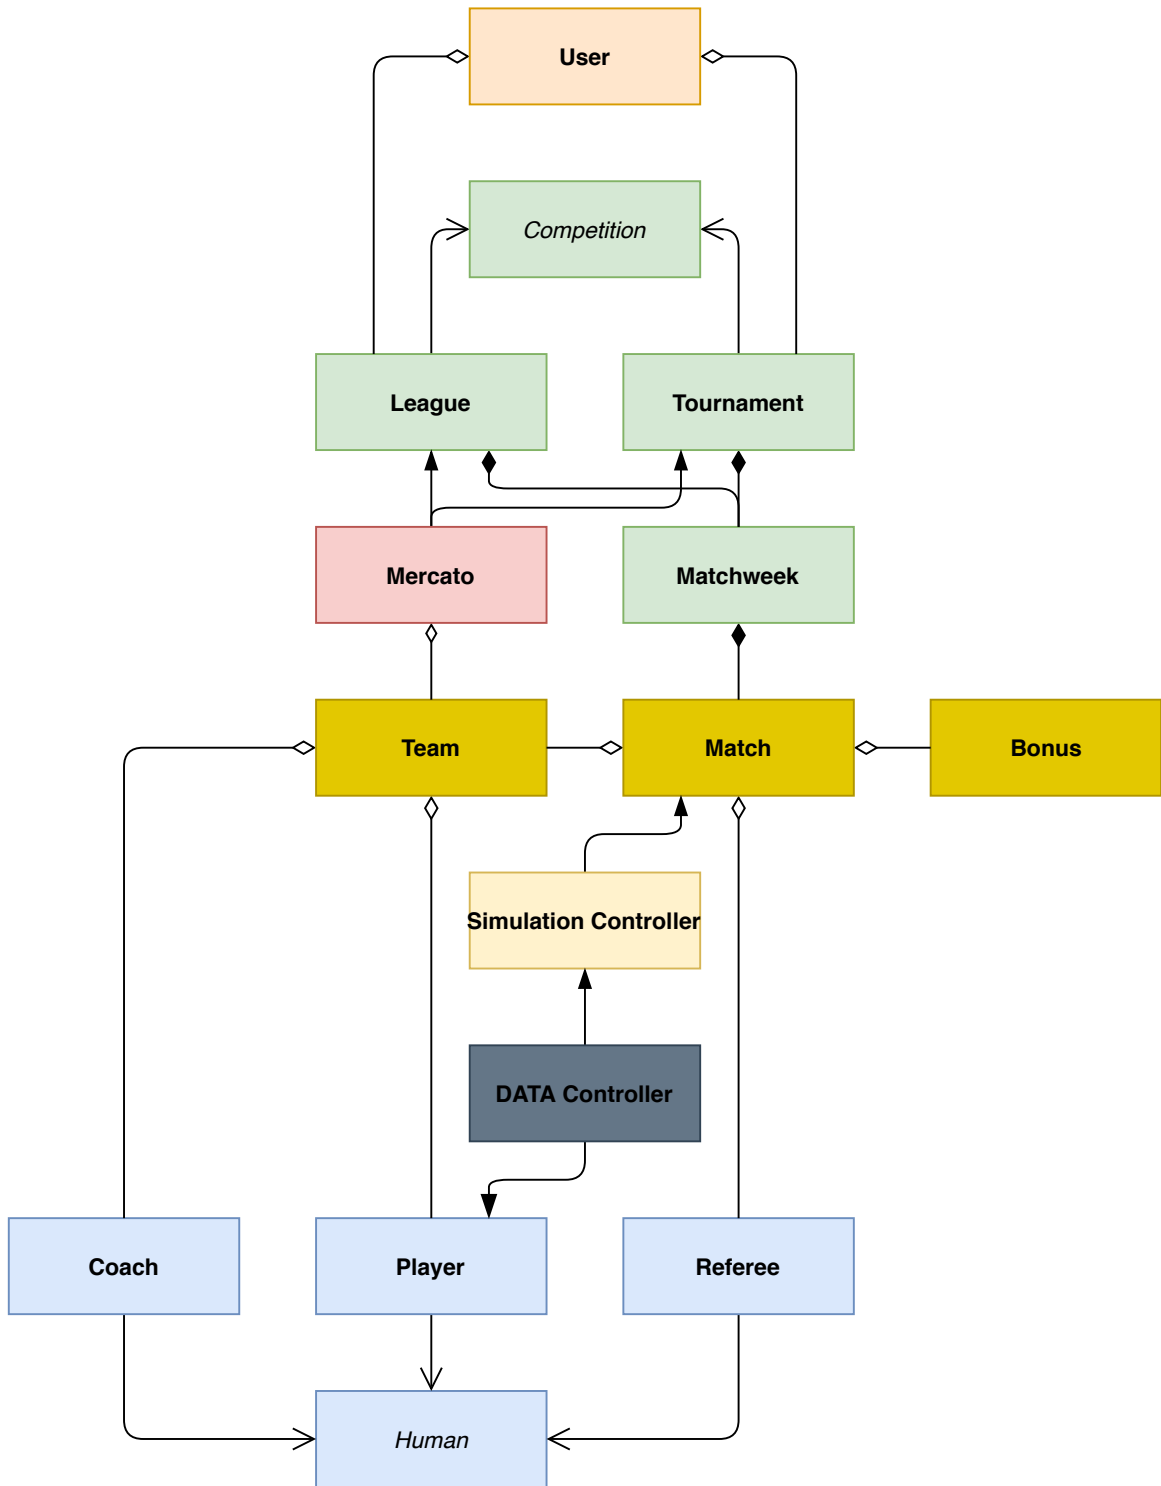 User
Competition
League
Tournament
Mercato
Matchweek
Team
Match
Bonus
Simulation Controller
DATA Controller
Coach
Player
Referee
Human